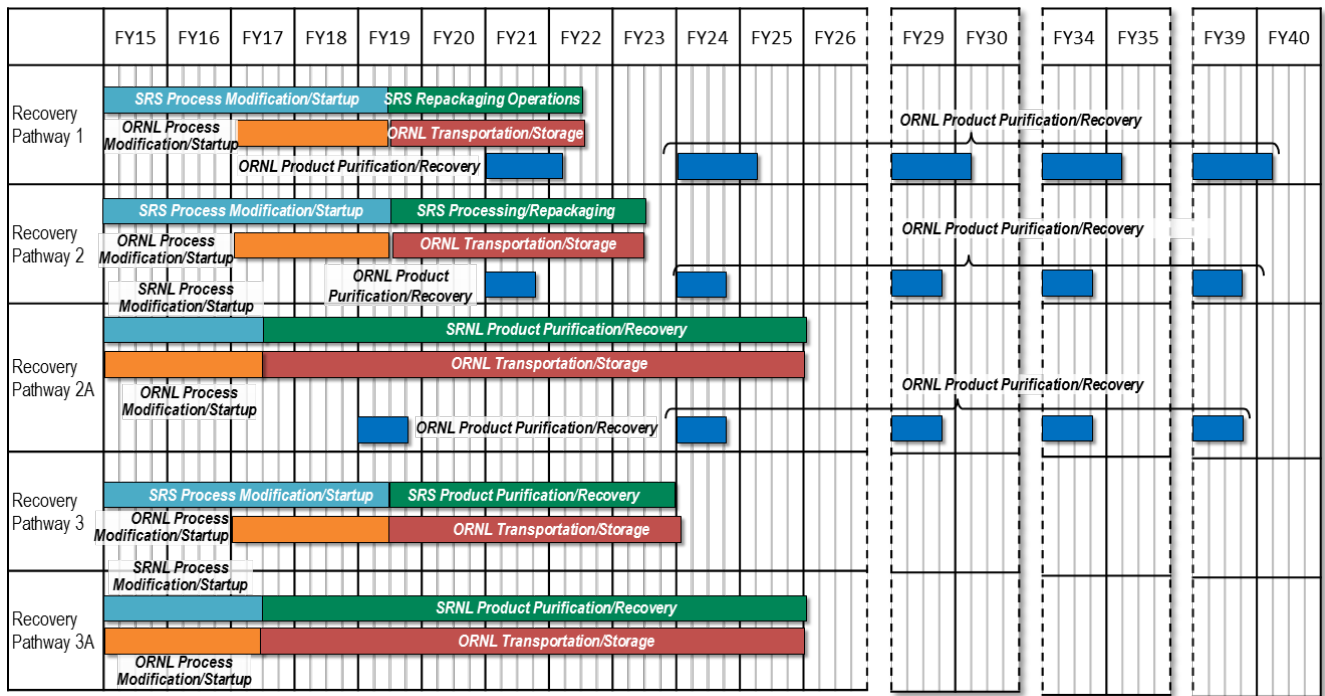 FY15 FY16 FY17 FY18 FY19 FY20 FY21 FY22 FY23 FY24 FY25 FY26 FY29 FY30 FY34 FY35 FY39 FY40
Recovery
Pathway 1
SRS Process Modification/Startup
SRS Repackaging Operations
ORNL Process
Modification/Startup
ORNL Transportation/Storage
ORNL Product Purification/Recovery
ORNL Product Purification/Recovery
Recovery
Pathway 2
SRS Process Modification/Startup
SRS Processing/Repackaging
ORNL Process
Modification/Startup
ORNL Transportation/Storage
ORNL Product
Purification/Recovery
ORNL Product Purification/Recovery
Recovery
Pathway 2A
SRNL Process
Modification/Startup
SRNL Product Purification/Recovery
ORNL Transportation/Storage
ORNL Process
Modification/Startup
ORNL Product Purification/Recovery
ORNL Product Purification/Recovery
Recovery
Pathway 3
SRS Process Modification/Startup
SRS Product Purification/Recovery
ORNL Process
Modification/Startup
ORNL Transportation/Storage
Recovery
Pathway 3A
SRNL Process
Modification/Startup
SRNL Product Purification/Recovery
ORNL Transportation/Storage
ORNL Process
Modification/Startup